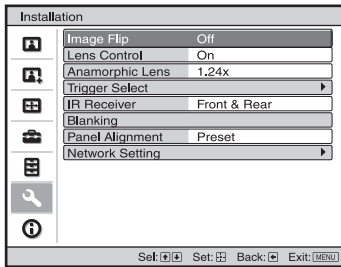 Installation
Image Flip Off
Lens Control On
Anamorphic Lens 1.24x
Trigger Select
IR Receiver Front & Rear
Blanking
Panel Alignment Preset
Network Setting
Sel: Set: Back: Exit: MENU